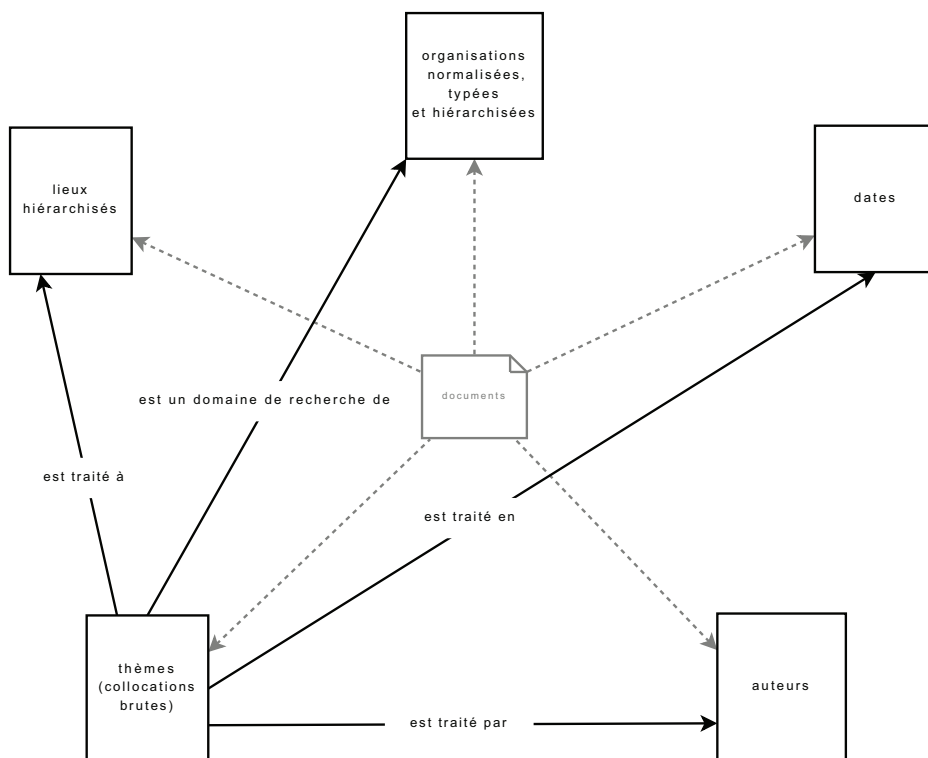 organisations
normalisées,
typées
et hiérarchisées
lieux
hiérarchisés
dates
documents
est un domaine de recherche de
est traité à
est traité en
thèmes
(collocations
brutes)
auteurs
est traité par